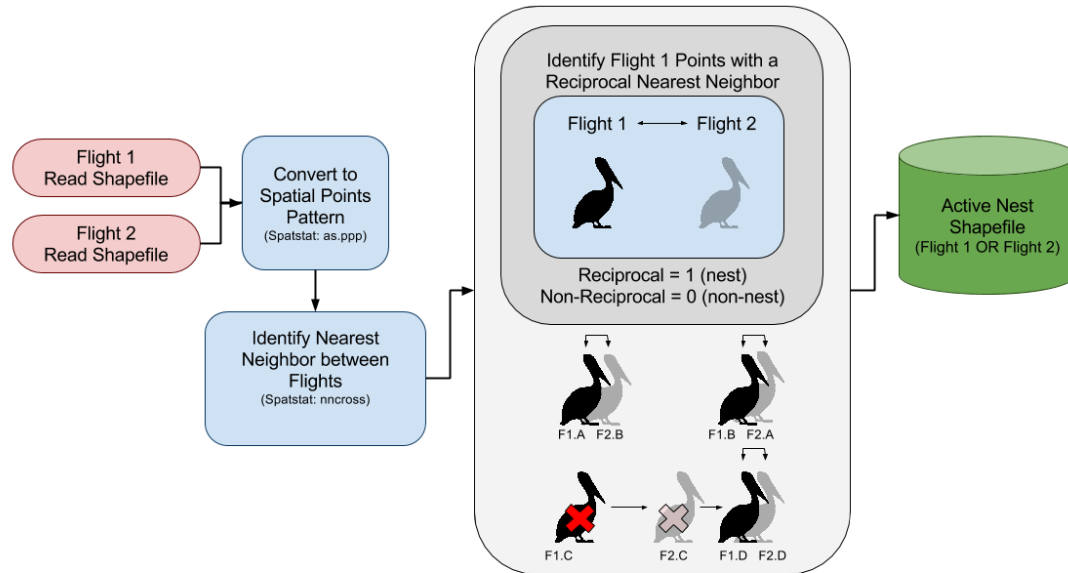 Flight 1
Read Shapefile
Flight 2
Read Shapefile
Convert to
Spatial Points
Pattern
(Spatstat: as.ppp)
Identify Nearest
Neighbor between
Flights
(Spatstat: nncross)
Identify Flight 1 Points with a
Reciprocal Nearest Neighbor
Flight 1 Flight 2
Reciprocal = 1 (nest)
Non-Reciprocal = 0 (non-nest)
F1.A F2.B F1.B F2.A
F1.C F2.C F1.D F2.D
Active Nest
Shapefile
(Flight 1 OR Flight 2)